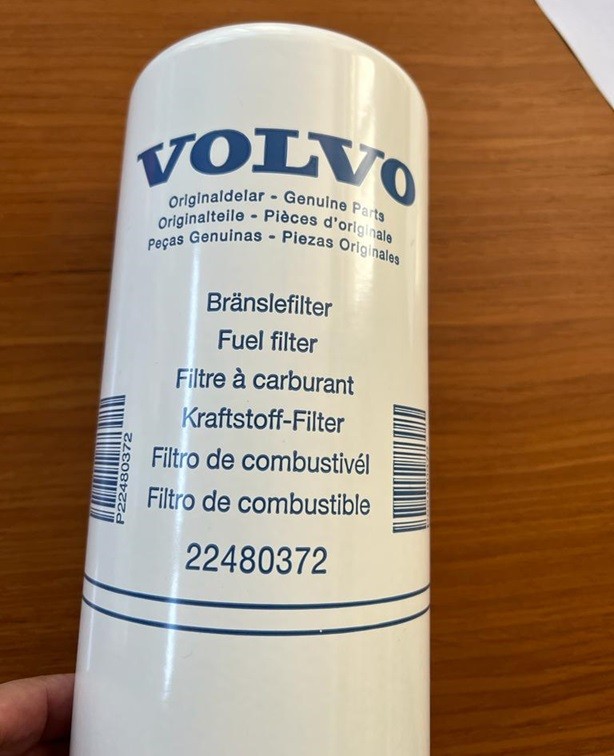 VOLVO
Originaldelar - Genuine Parts
Originalteile - Pièces d'originale
Peças Genuinas - Piezas Originales
Bränslefilter
Fuel filter
Filtre à carburant
Kraftstoff-Filter
Filtro de combustivél
Filtro de combustible
22480372
P22480372